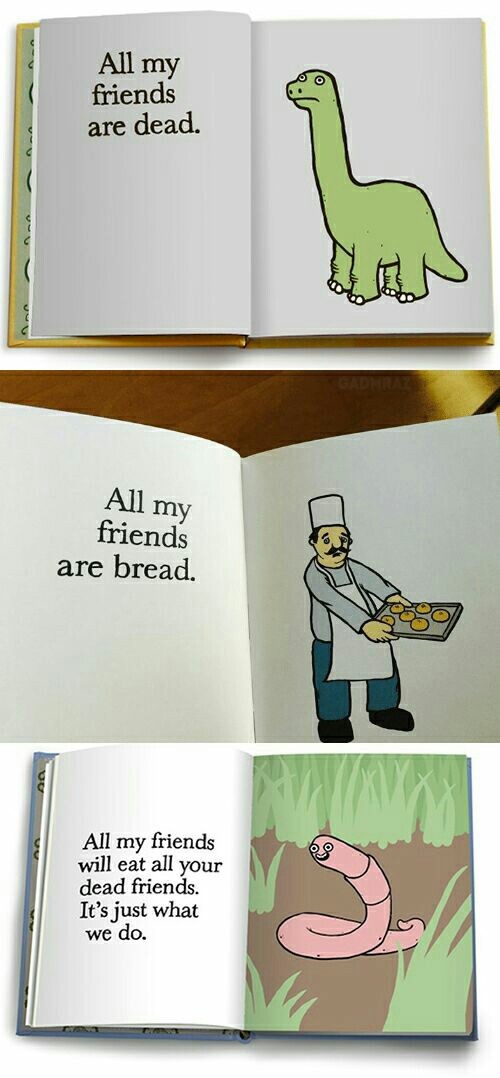 All my
friends
are dead.
GADMRAZ
All my
friends
are bread.
All my friends
will eat all your
dead friends.
It's just what
we do.